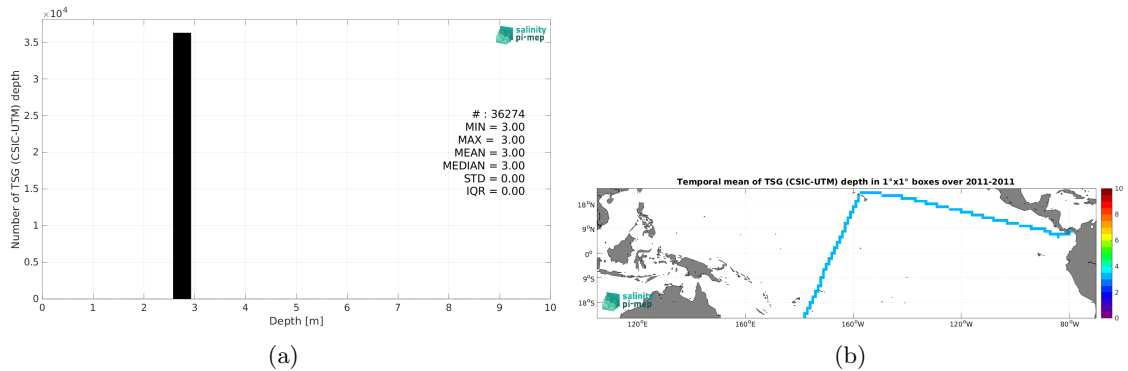 ×10⁴
3.5
3
2.5
2
1.5
1
0.5
0
0 1 2 3 4 5 6 7 8 9 10
Number of TSG (CSIC-UTM) depth
Depth [m]
salinity
pi-mep
# : 36274
MIN = 3.00
MAX = 3.00
MEAN = 3.00
MEDIAN = 3.00
STD = 0.00
IQR = 0.00
(a)
Temporal mean of TSG (CSIC-UTM) depth in 1°x1° boxes over 2011-2011
18°N
9°N
0°
9°S
18°S
120°E 160°E 160°W 120°W 80°W
salinity
pi-mep
10
8
6
4
2
0
(b)